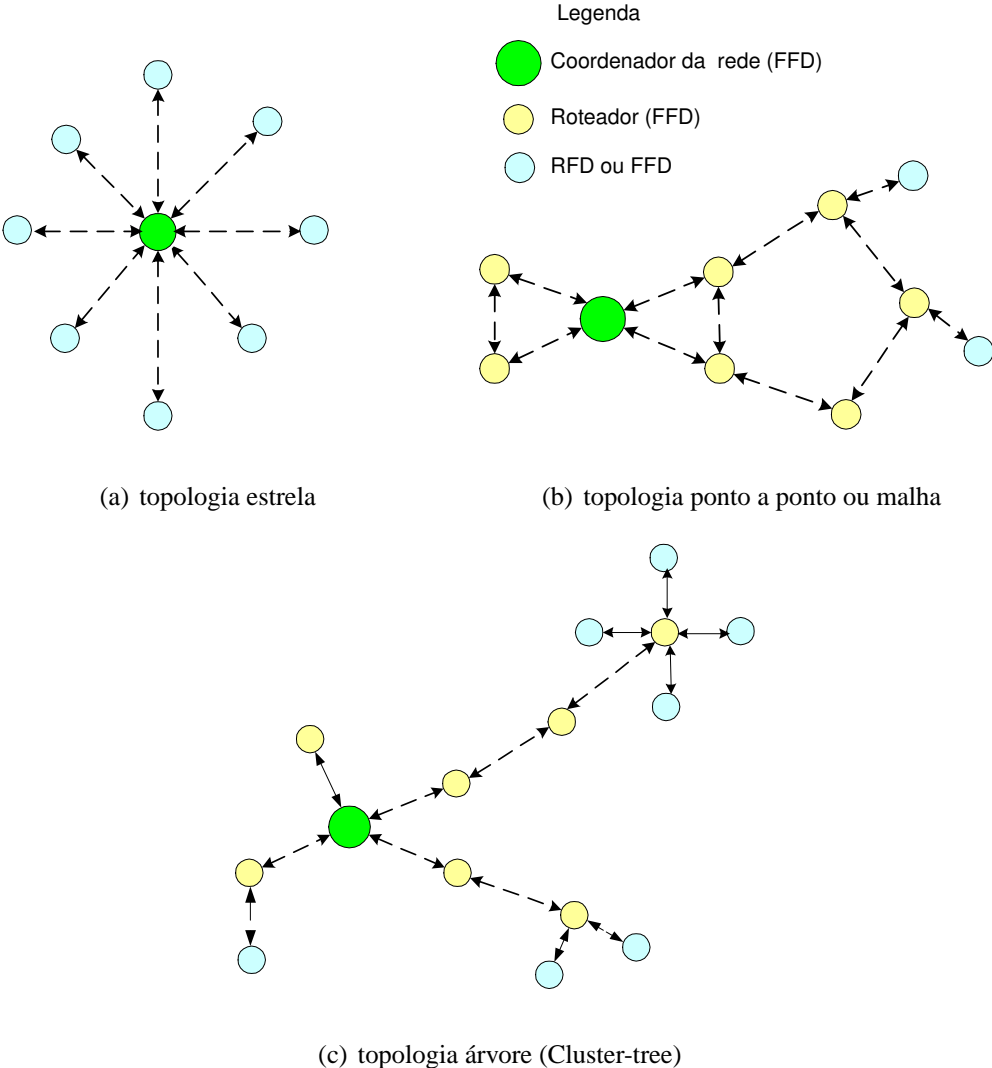 Legenda
Coordenador da rede (FFD)
Roteador (FFD)
RFD ou FFD
(a) topologia estrela
(b) topologia ponto a ponto ou malha
(c) topologia árvore (Cluster-tree)